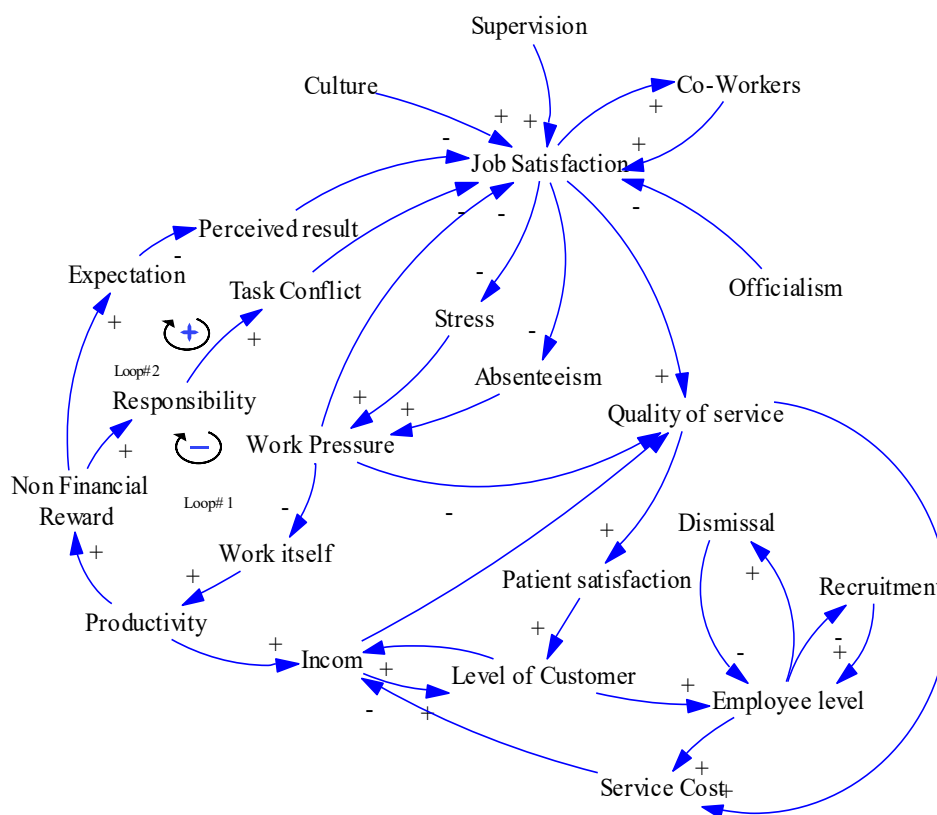 Supervision
Culture
Co-Workers
+
+
+
-
+
Job Satisfaction
-
-
-
Perceived result
-
Expectation
Task Conflict
-
Officialism
+
Stress
+
-
Loop# 2
Absenteeism
+
Responsibility
+
+
Quality of service
Work Pressure
+
Non Financial
Reward
Loop# 1
-
-
Dismissal
+
+
Work itself
+
Patient satisfaction
+
Recruitment
Productivity
+
+
-
+
Incom
-
+
Level of Customer
+
Employee level
-
+
+
Service Cost
+